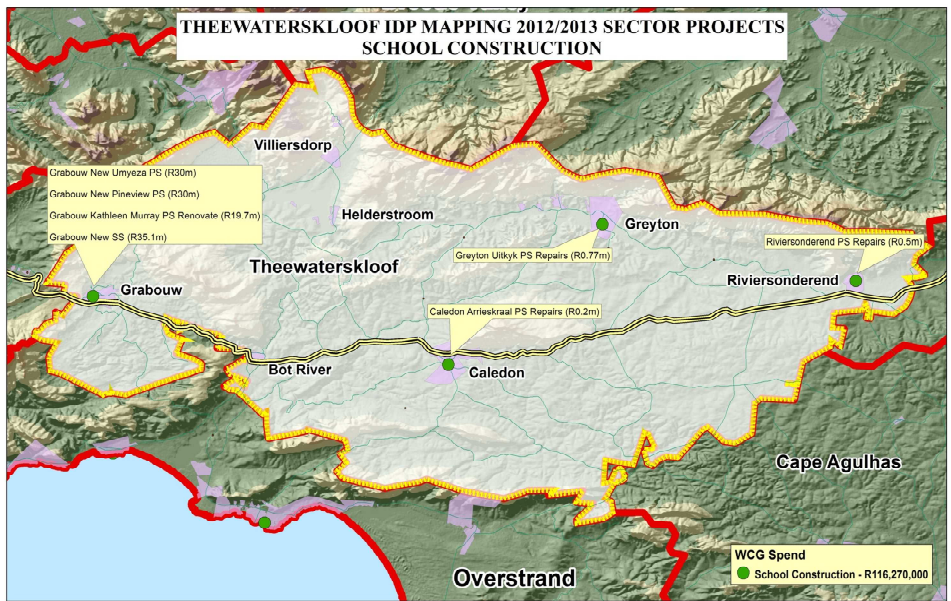 THEEWATERSKLOOF IDP MAPPING 2012/2013 SECTOR PROJECTS
SCHOOL CONSTRUCTION
Villiersdorp
Grabouw New Umyeza PS (R30m)
Grabouw New Pineview PS (R30m)
Grabouw Kathleen Murray PS Renovate (R19.7m)
Grabouw New SS (R35.1m)
Helderstroom
Greyton
Riviersonderend PS Repairs (R0.5m)
Greyton Uitkyk PS Repairs (R0.77m)
Theewaterskloof
Riviersonderend
Grabouw
Caledon Arrieskraal PS Repairs (R0.2m)
Bot River
Caledon
Cape Agulhas
WCG Spend
School Construction - R116,270,000
Overstrand